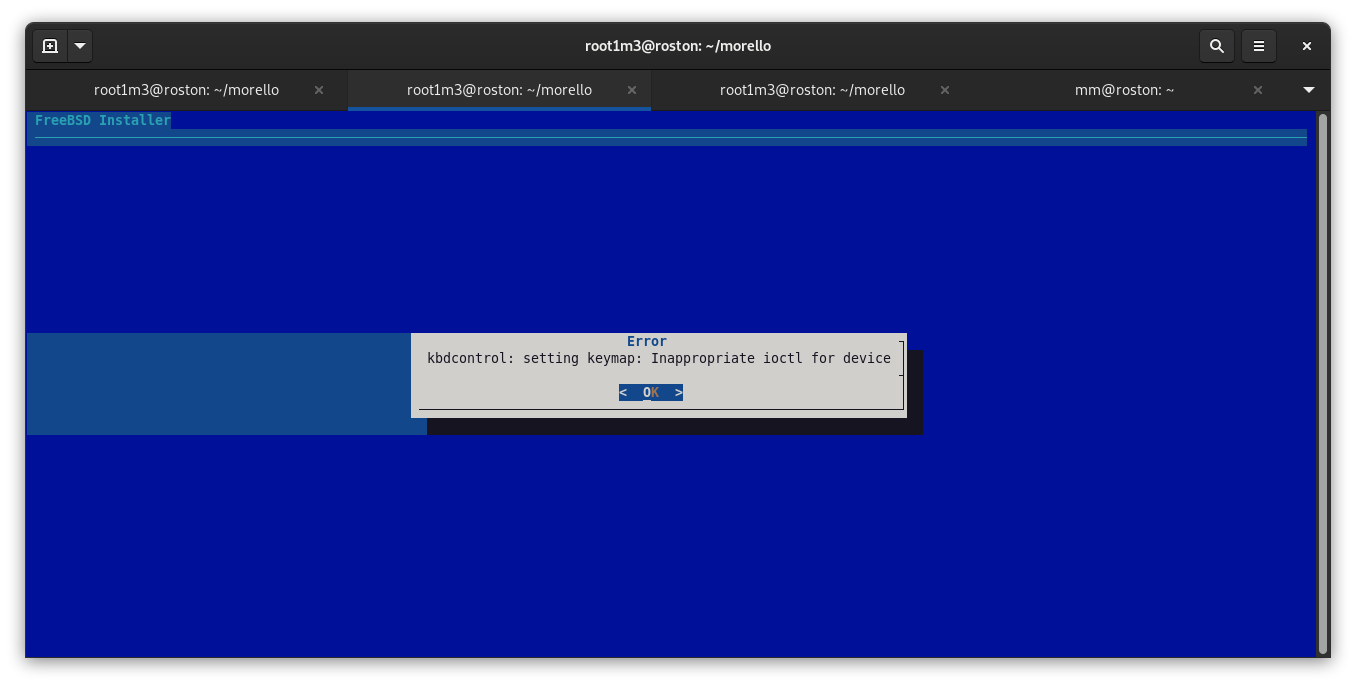 root1m3@roston: ~/morello
root1m3@roston: ~/morello
root1m3@roston: ~/morello
root1m3@roston: ~/morello
mm@roston: ~
FreeBSD Installer
Error
kbdcontrol: setting keymap: Inappropriate ioctl for device
< OK >